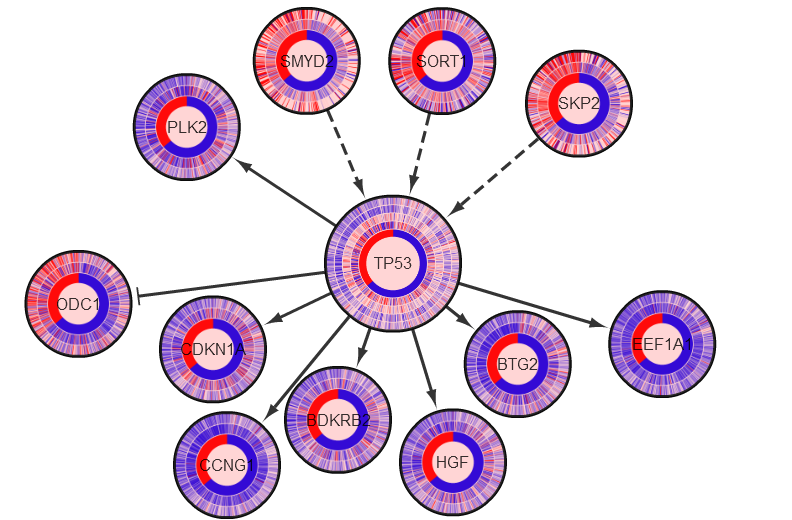 SMYD2
SORT1
SKP2
PLK2
TP53
ODC1
CDKN1A
BTG2
EEF1A1
BDKRB2
CCNG1
HGF